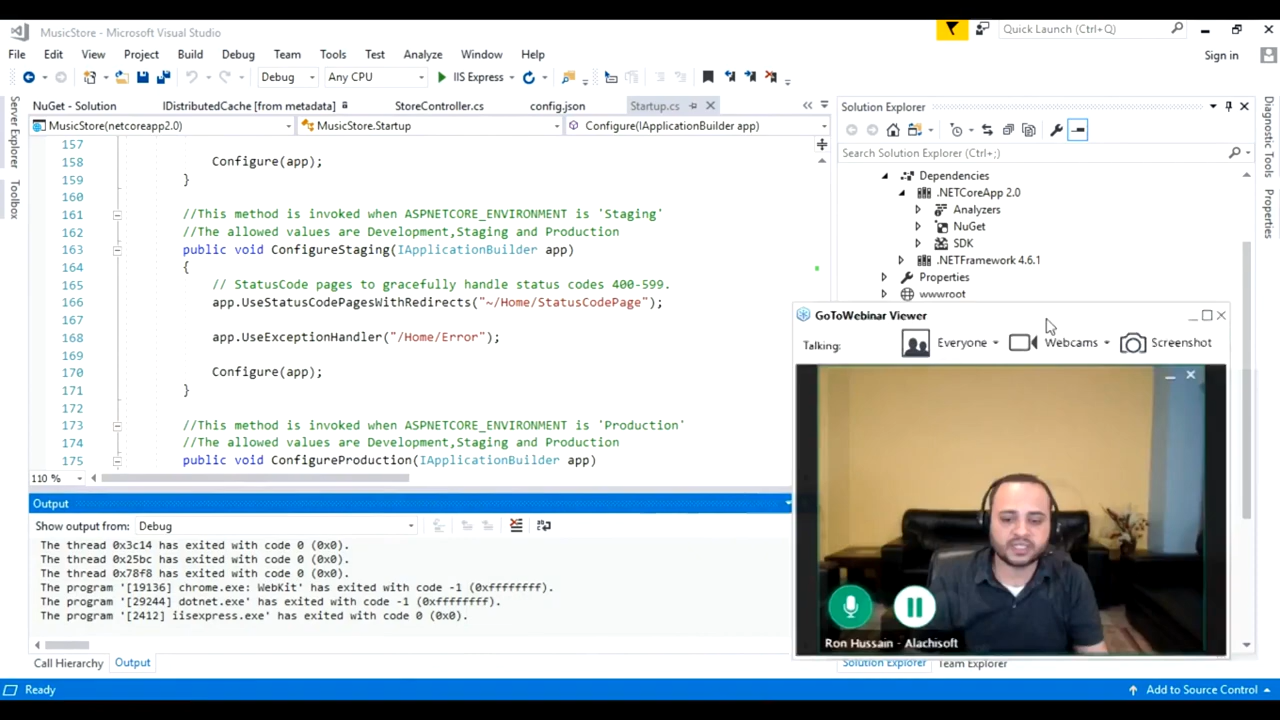 MusicStore - Microsoft Visual Studio
Quick Launch (Ctrl+Q)
File Edit View Project Build Debug Team Tools Test Analyze Window Help
Sign in
Debug Any CPU IIS Express
NuGet - Solution IDistributedCache [from metadata] StoreController.cs config.json Startup.cs
MusicStore(netcoreapp2.0) MusicStore.Startup Configure(IApplicationBuilder app)
Server Explorer
Toolbox
157
158 Configure(app);
159 }
160
161 //This method is invoked when ASPNETCORE_ENVIRONMENT is 'Staging'
162 //The allowed values are Development,Staging and Production
163 public void ConfigureStaging(IApplicationBuilder app)
164 {
165 // StatusCode pages to gracefully handle status codes 400-599.
166 app.UseStatusCodePagesWithRedirects("~/Home/StatusCodePage");
167
168 app.UseExceptionHandler("/Home/Error");
169
170 Configure(app);
171 }
172
173 //This method is invoked when ASPNETCORE_ENVIRONMENT is 'Production'
174 //The allowed values are Development,Staging and Production
175 public void ConfigureProduction(IApplicationBuilder app)
110 %
Output
Show output from: Debug
The thread 0x3c14 has exited with code 0 (0x0).
The thread 0x25bc has exited with code 0 (0x0).
The thread 0x78f8 has exited with code 0 (0x0).
The program '[19136] chrome.exe: WebKit' has exited with code -1 (0xffffffff).
The program '[29244] dotnet.exe' has exited with code -1 (0xffffffff).
The program '[2412] iisexpress.exe' has exited with code 0 (0x0).
Call Hierarchy Output
Solution Explorer
Search Solution Explorer (Ctrl+;)
Dependencies
.NETCoreApp 2.0
Analyzers
NuGet
SDK
.NETFramework 4.6.1
Properties
wwwroot
GoToWebinar Viewer
Talking: Everyone Webcams Screenshot
Ron Hussain - Alachisoft
Solution Explorer Team Explorer
Diagnostic Tools
Properties
Ready
Add to Source Control